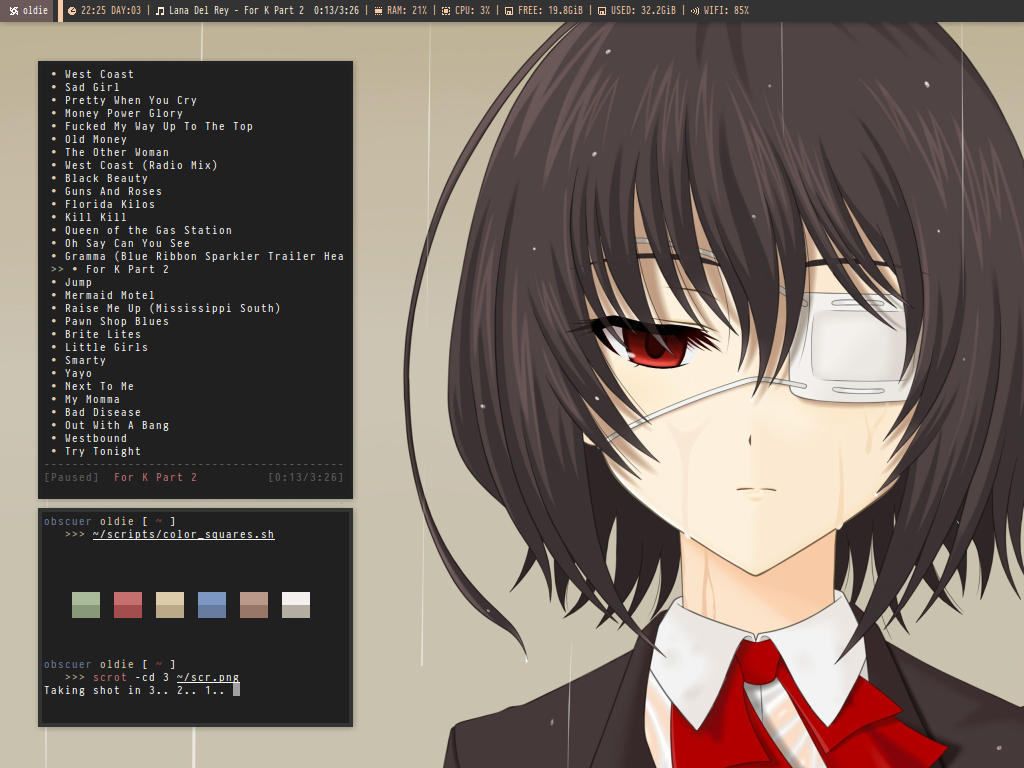 oldie 22:25 DAY:03 | Lana Del Rey - For K Part 2 0:13/3:26 | RAM: 21% | CPU: 3% | FREE: 19.8GiB | USED: 32.2GiB | WIFI: 85%
• West Coast
• Sad Girl
• Pretty When You Cry
• Money Power Glory
• Fucked My Way Up To The Top
• Old Money
• The Other Woman
• West Coast (Radio Mix)
• Black Beauty
• Guns And Roses
• Florida Kilos
• Kill Kill
• Queen of the Gas Station
• Oh Say Can You See
• Gramma (Blue Ribbon Sparkler Trailer Hea
>> • For K Part 2
• Jump
• Mermaid Motel
• Raise Me Up (Mississippi South)
• Pawn Shop Blues
• Brite Lites
• Little Girls
• Smarty
• Yayo
• Next To Me
• My Momma
• Bad Disease
• Out With A Bang
• Westbound
• Try Tonight
-------------------------------------------
[Paused] For K Part 2 [0:13/3:26]
obscuer oldie [ ~ ]
>>> ~/scripts/color_squares.sh
obscuer oldie [ ~ ]
>>> scrot -cd 3 ~/scr.png
Taking shot in 3.. 2.. 1..